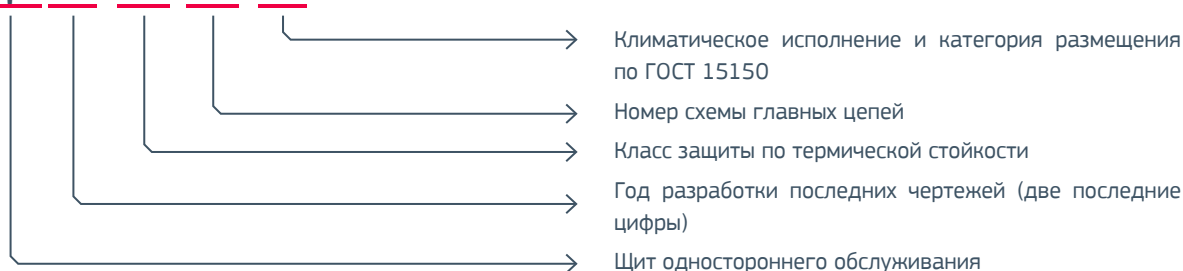 Климатическое исполнение и категория размещения
по ГОСТ 15150
Номер схемы главных цепей
Класс защиты по термической стойкости
Год разработки последних чертежей (две последние
цифры)
Щит одностороннего обслуживания